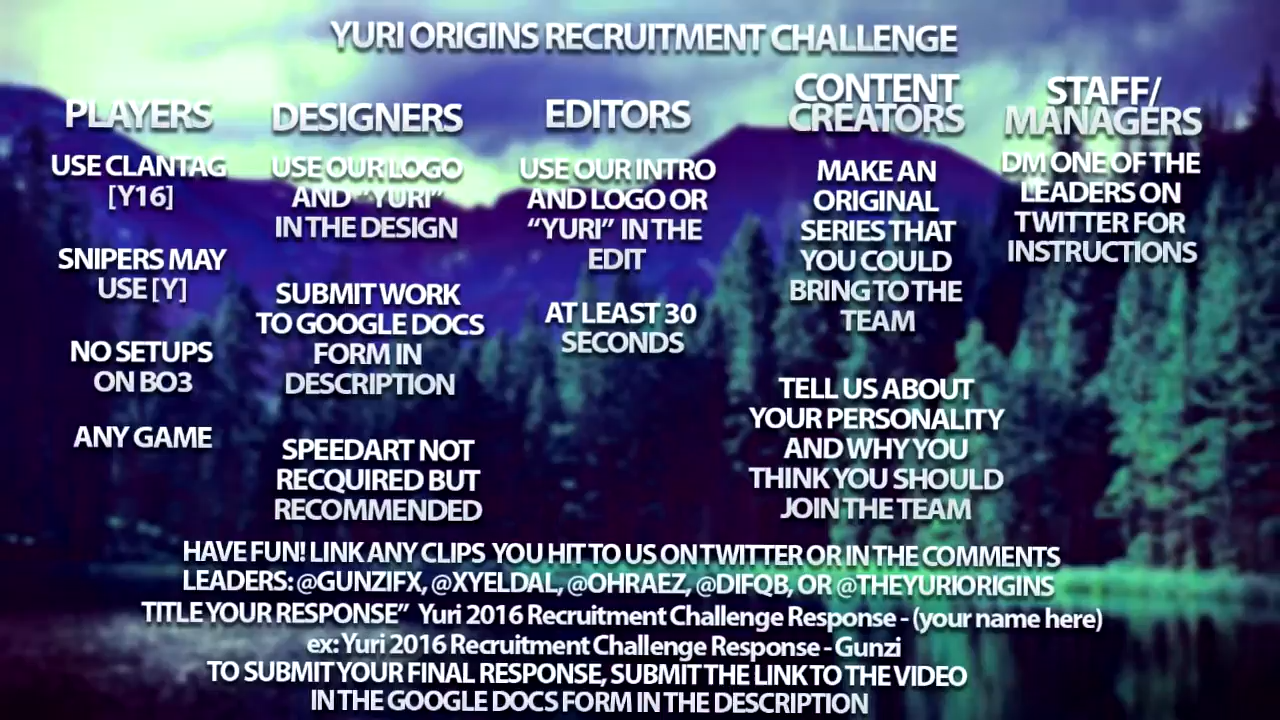 YURI ORIGINS RECRUITMENT CHALLENGE
PLAYERS
USE CLANTAG
[Y16]
SNIPERS MAY
USE [Y]
NO SETUPS
ON BO3
ANY GAME
DESIGNERS
USE OUR LOGO
AND "YURI"
IN THE DESIGN
SUBMIT WORK
TO GOOGLE DOCS
FORM IN
DESCRIPTION
SPEEDART NOT
RECQUIRED BUT
RECOMMENDED
EDITORS
USE OUR INTRO
AND LOGO OR
“YURI” IN THE
EDIT
AT LEAST 30
SECONDS
CONTENT
CREATORS
MAKE AN
ORIGINAL
SERIES THAT
YOU COULD
BRING TO THE
TEAM
TELL US ABOUT
YOUR PERSONALITY
AND WHY YOU
THINK YOU SHOULD
JOIN THE TEAM
STAFF/
MANAGERS
DM ONE OF THE
LEADERS ON
TWITTER FOR
INSTRUCTIONS
HAVE FUN! LINK ANY CLIPS YOU HIT TO US ON TWITTER OR IN THE COMMENTS
LEADERS: @GUNZIFX, @XYELDAL, @OHRAEZ, @DIFQB, OR @THEYURIORIGINS
TITLE YOUR RESPONSE” Yuri 2016 Recruitment Challenge Response - (your name here)
ex: Yuri 2016 Recruitment Challenge Response - Gunzi
TO SUBMIT YOUR FINAL RESPONSE, SUBMIT THE LINK TO THE VIDEO
IN THE GOOGLE DOCS FORM IN THE DESCRIPTION